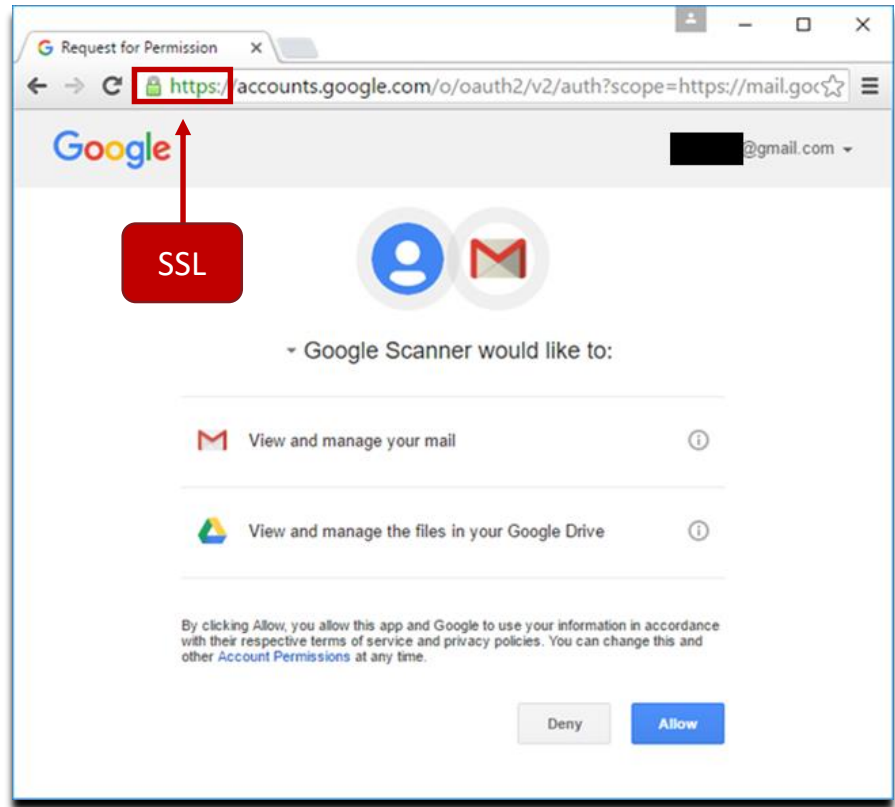 Request for Permission
https://accounts.google.com/o/oauth2/v2/auth?scope=https://mail.goo
Google
@gmail.com
SSL
Google Scanner would like to:
View and manage your mail
View and manage the files in your Google Drive
By clicking Allow, you allow this app and Google to use your information in accordance
with their respective terms of service and privacy policies. You can change this and
other Account Permissions at any time.
Deny
Allow